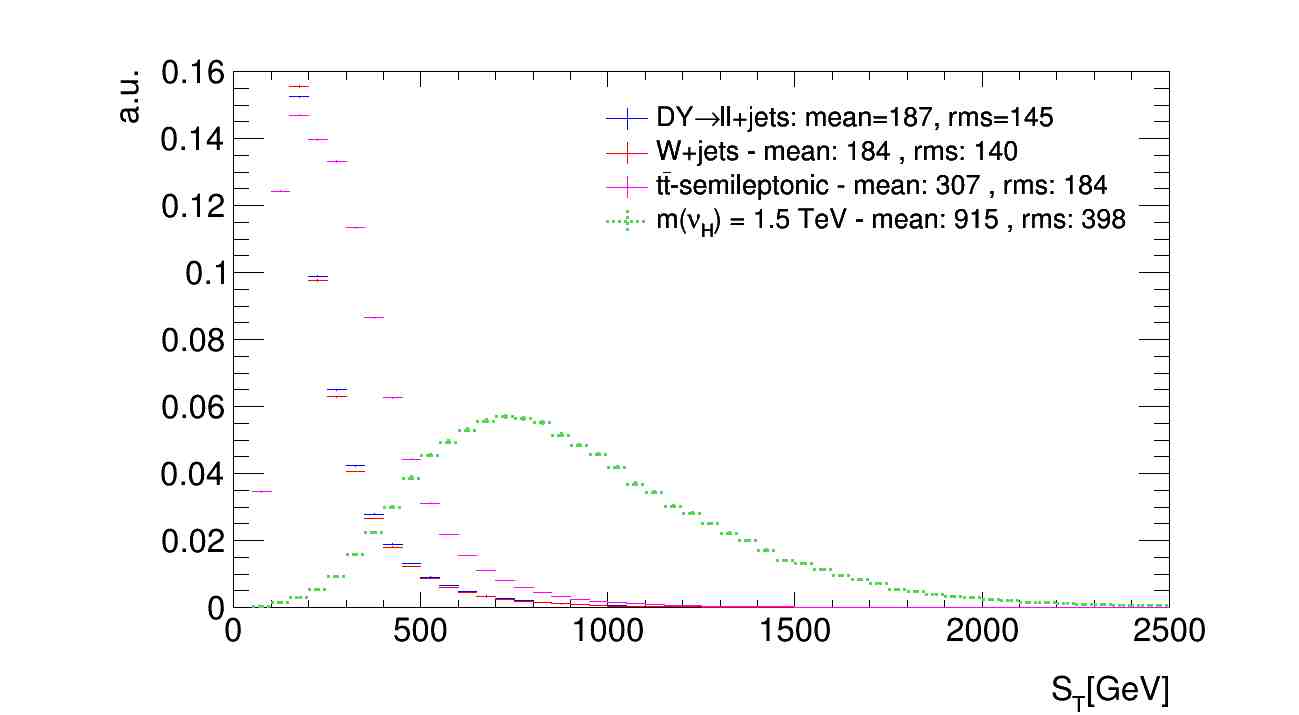 a.u.
0.16
0.14
0.12
0.1
0.08
0.06
0.04
0.02
0
DY→ll+jets: mean=187, rms=145
W+jets - mean: 184 , rms: 140
tt̄-semileptonic - mean: 307 , rms: 184
m(ν_H) = 1.5 TeV - mean: 915 , rms: 398
0 500 1000 1500 2000 2500
S_T[GeV]